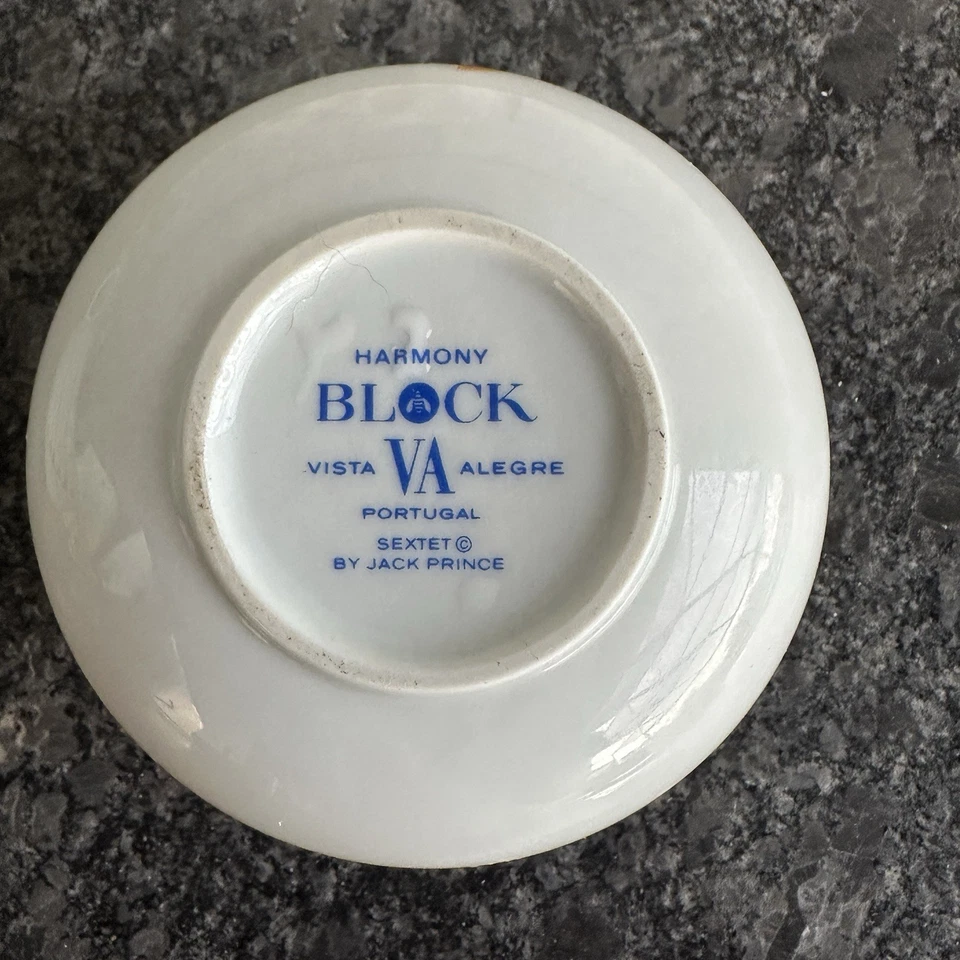 HARMONY
BLOCK
VISTA VA ALEGRE
PORTUGAL
SEXTET ©
BY JACK PRINCE